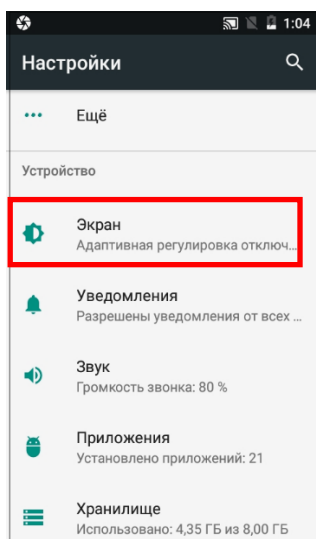 1:04
Настройки
Ещё
Устройство
Экран
Адаптивная регулировка отключ...
Уведомления
Разрешены уведомления от всех ...
Звук
Громкость звонка: 80 %
Приложения
Установлено приложений: 21
Хранилище
Использовано: 4,35 ГБ из 8,00 ГБ